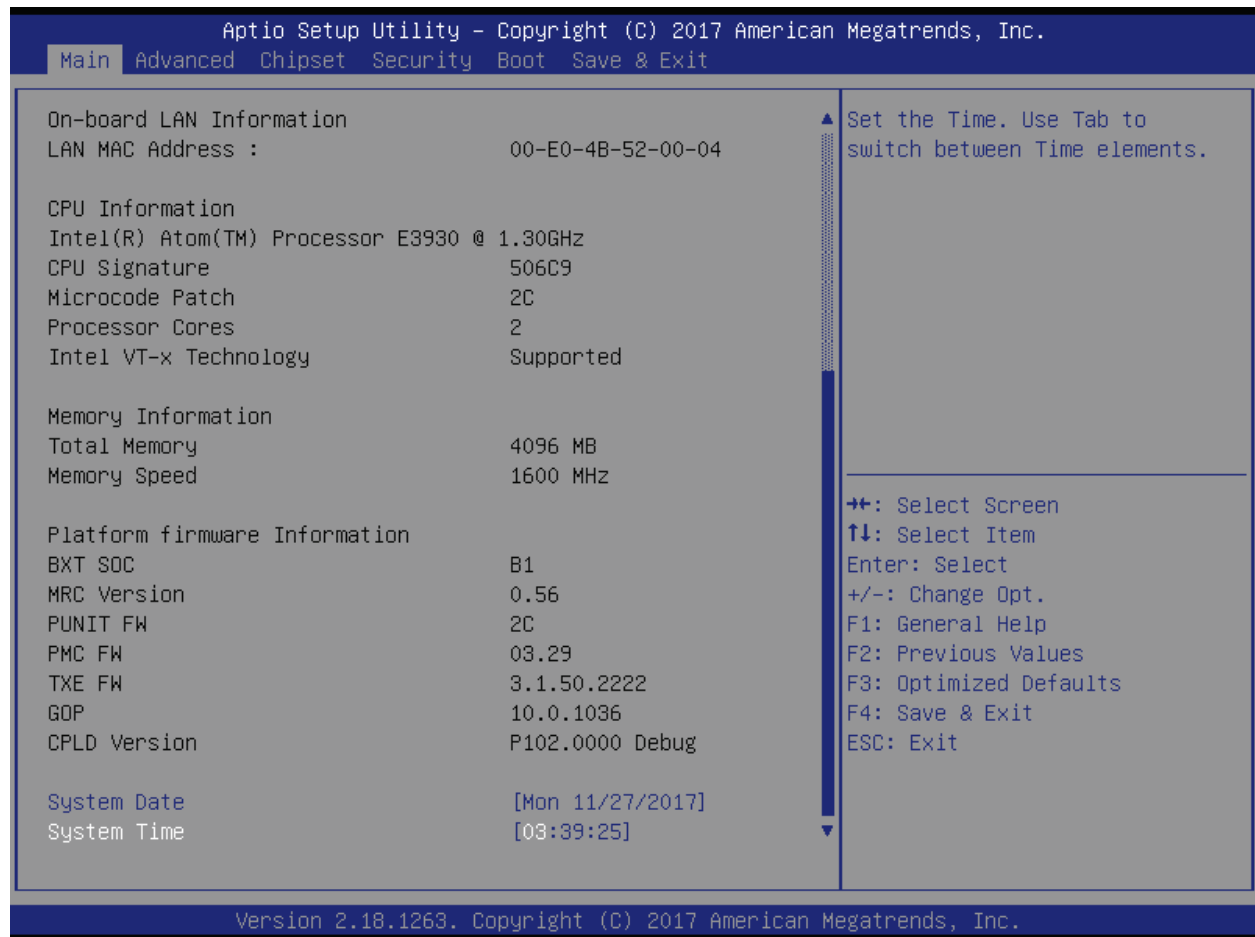 Aptio Setup Utility – Copyright (C) 2017 American Megatrends, Inc.
Main Advanced Chipset Security Boot Save & Exit
On-board LAN Information
LAN MAC Address : 00-E0-4B-52-00-04
CPU Information
Intel(R) Atom(TM) Processor E3930 @ 1.30GHz
CPU Signature 506C9
Microcode Patch 2C
Processor Cores 2
Intel VT-x Technology Supported
Memory Information
Total Memory 4096 MB
Memory Speed 1600 MHz
Platform firmware Information
BXT SOC B1
MRC Version 0.56
PUNIT FW 2C
PMC FW 03.29
TXE FW 3.1.50.2222
GOP 10.0.1036
CPLD Version P102.0000 Debug
System Date [Mon 11/27/2017]
System Time [03:39:25]
Set the Time. Use Tab to
switch between Time elements.
→←: Select Screen
↑↓: Select Item
Enter: Select
+/-: Change Opt.
F1: General Help
F2: Previous Values
F3: Optimized Defaults
F4: Save & Exit
ESC: Exit
Version 2.18.1263. Copyright (C) 2017 American Megatrends, Inc.